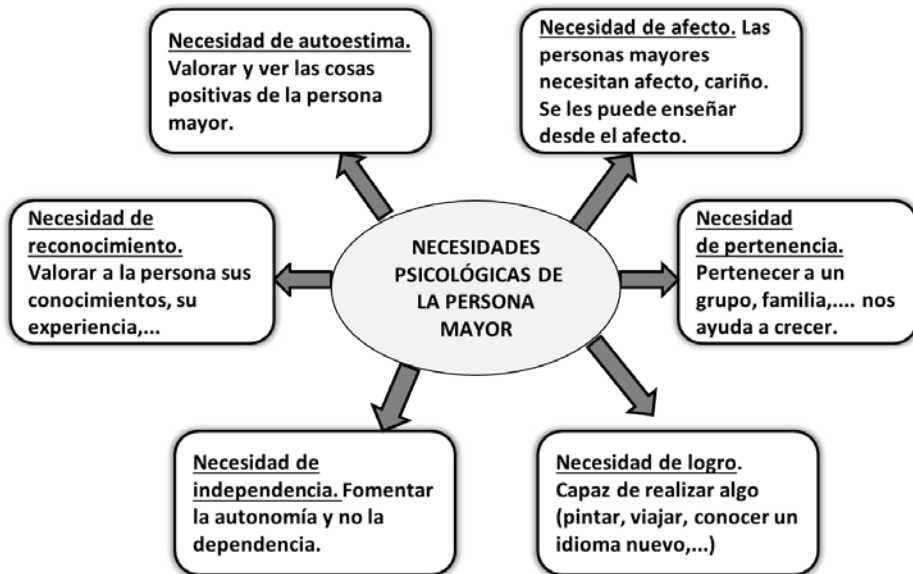 Necesidad de autoestima.
Valorar y ver las cosas
positivas de la persona
mayor.
Necesidad de afecto. Las
personas mayores
necesitan afecto, cariño.
Se les puede enseñar
desde el afecto.
Necesidad de
reconocimiento.
Valorar a la persona sus
conocimientos, su
experiencia,...
NECESIDADES
PSICOLÓGICAS DE
LA PERSONA
MAYOR
Necesidad
de pertenencia.
Pertenecer a un
grupo, familia,.... nos
ayuda a crecer.
Necesidad de
independencia. Fomentar
la autonomía y no la
dependencia.
Necesidad de logro.
Capaz de realizar algo
(pintar, viajar, conocer un
idioma nuevo,...)